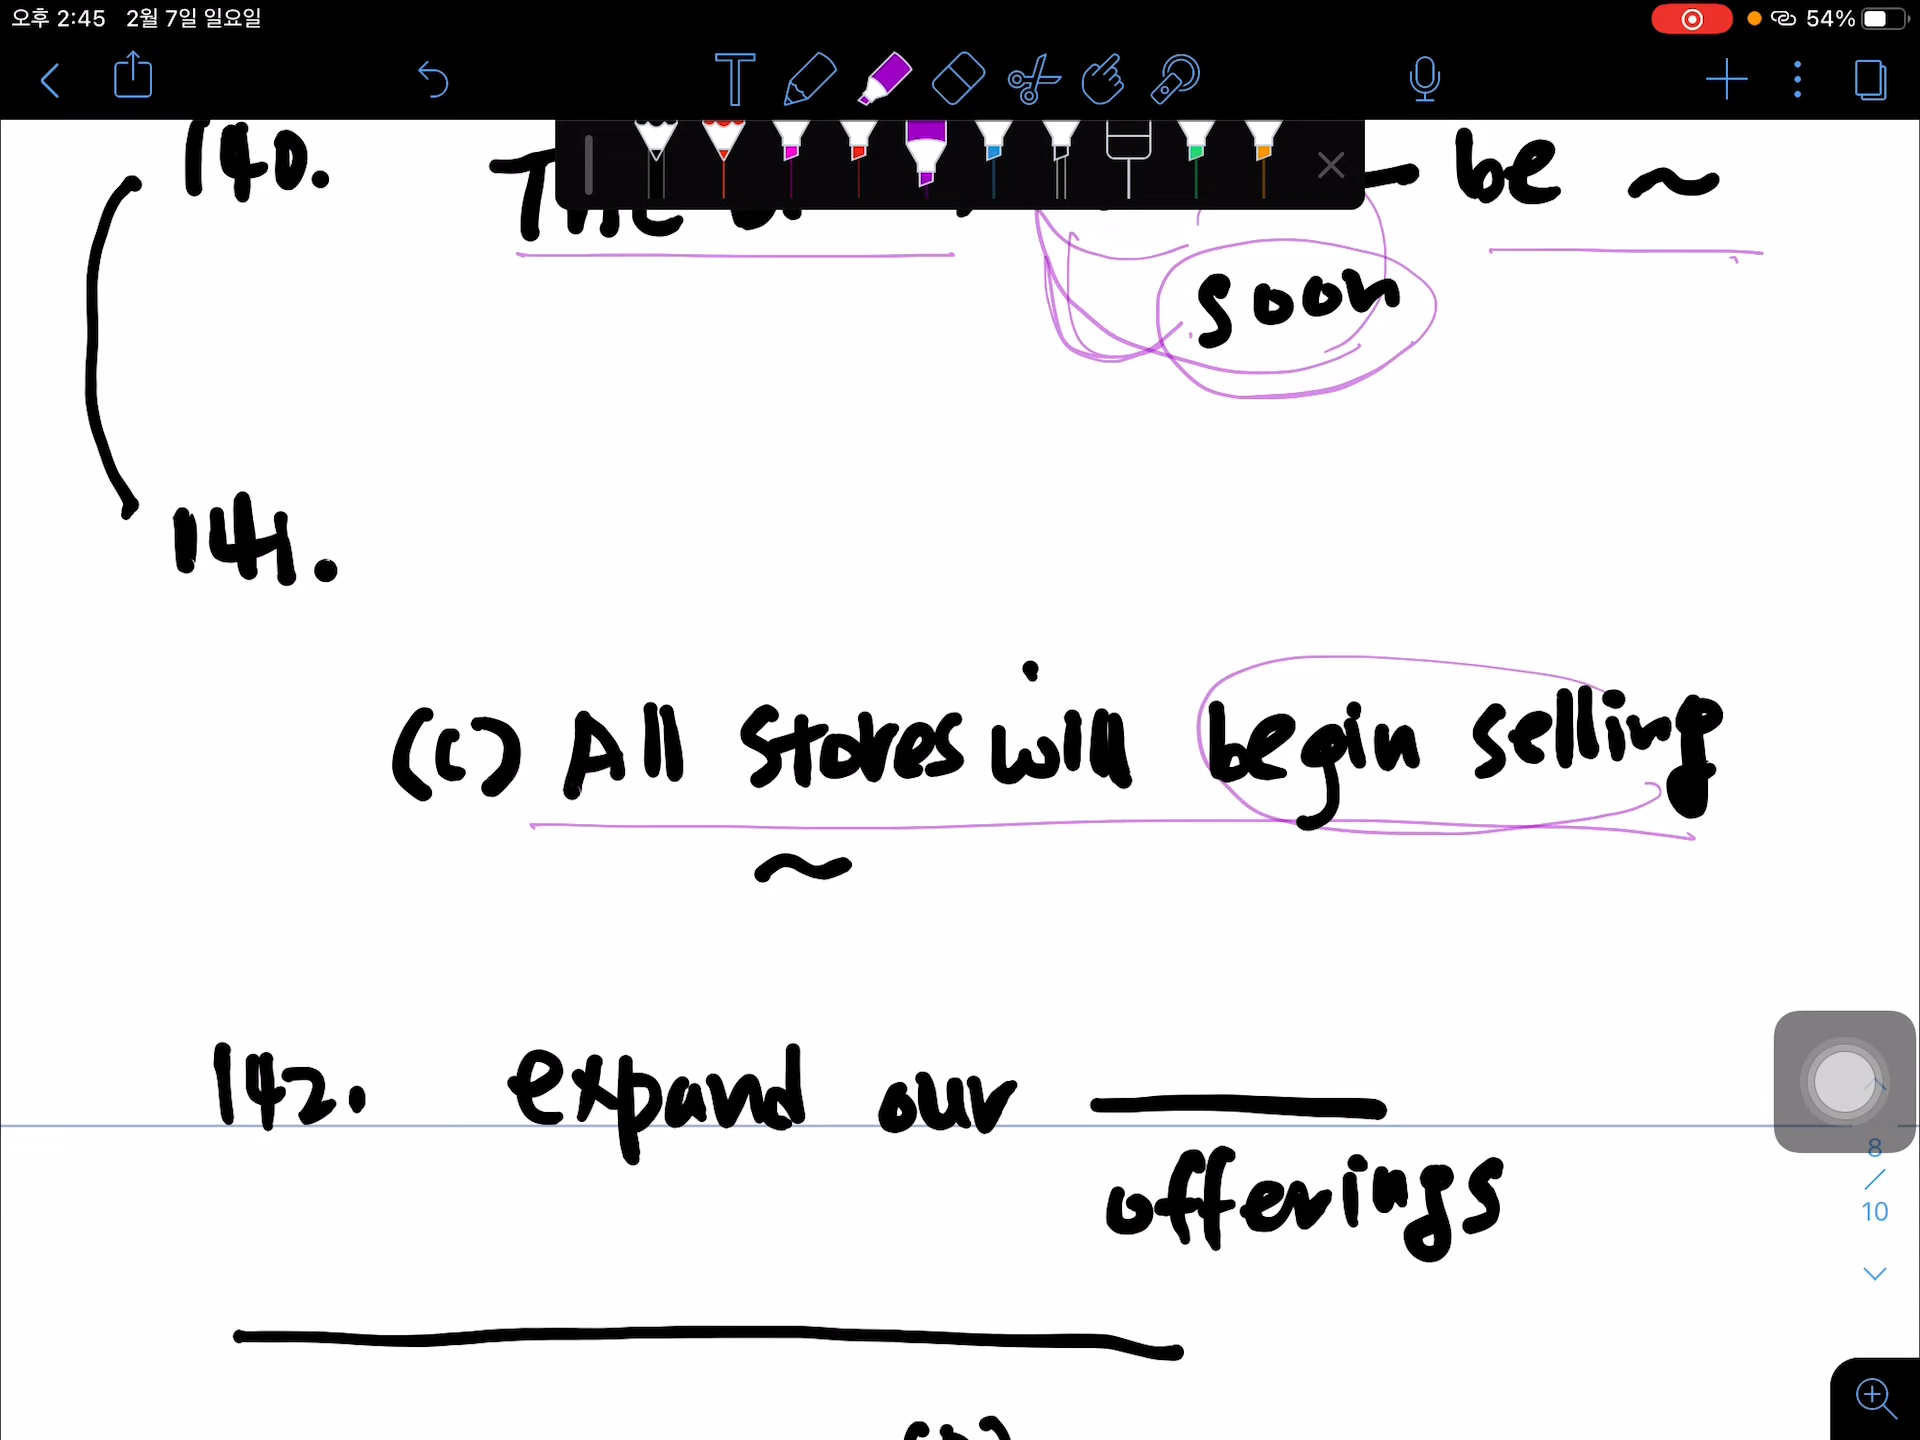 오후 2:45 2월 7일 일요일 54%
140. be ~
soon
141.
(c) All stores will begin selling
~
142. expand our
offerings
8
/
10